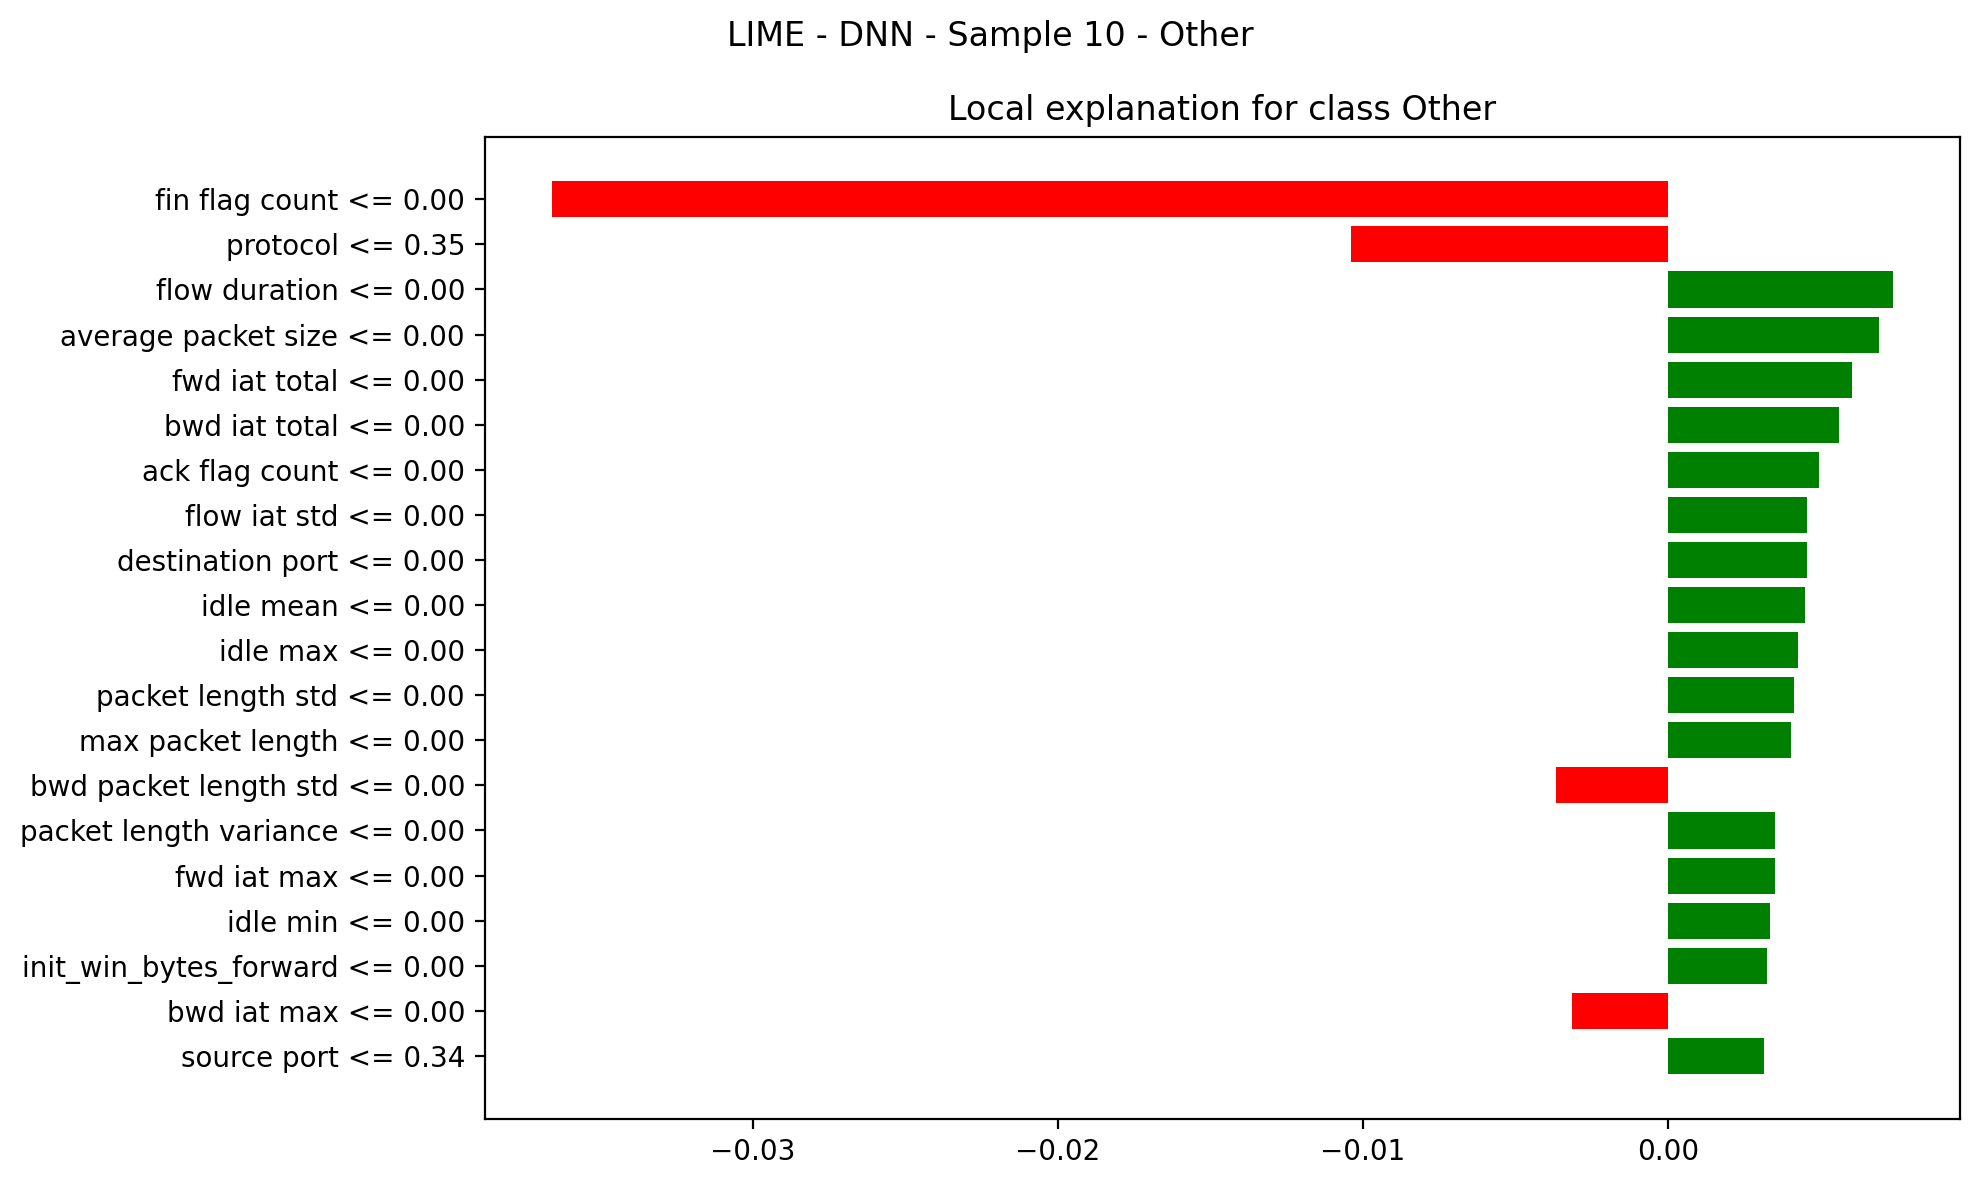 LIME - DNN - Sample 10 - Other
Local explanation for class Other
fin flag count <= 0.00
protocol <= 0.35
flow duration <= 0.00
average packet size <= 0.00
fwd iat total <= 0.00
bwd iat total <= 0.00
ack flag count <= 0.00
flow iat std <= 0.00
destination port <= 0.00
idle mean <= 0.00
idle max <= 0.00
packet length std <= 0.00
max packet length <= 0.00
bwd packet length std <= 0.00
packet length variance <= 0.00
fwd iat max <= 0.00
idle min <= 0.00
init_win_bytes_forward <= 0.00
bwd iat max <= 0.00
source port <= 0.34
−0.03 −0.02 −0.01 0.00